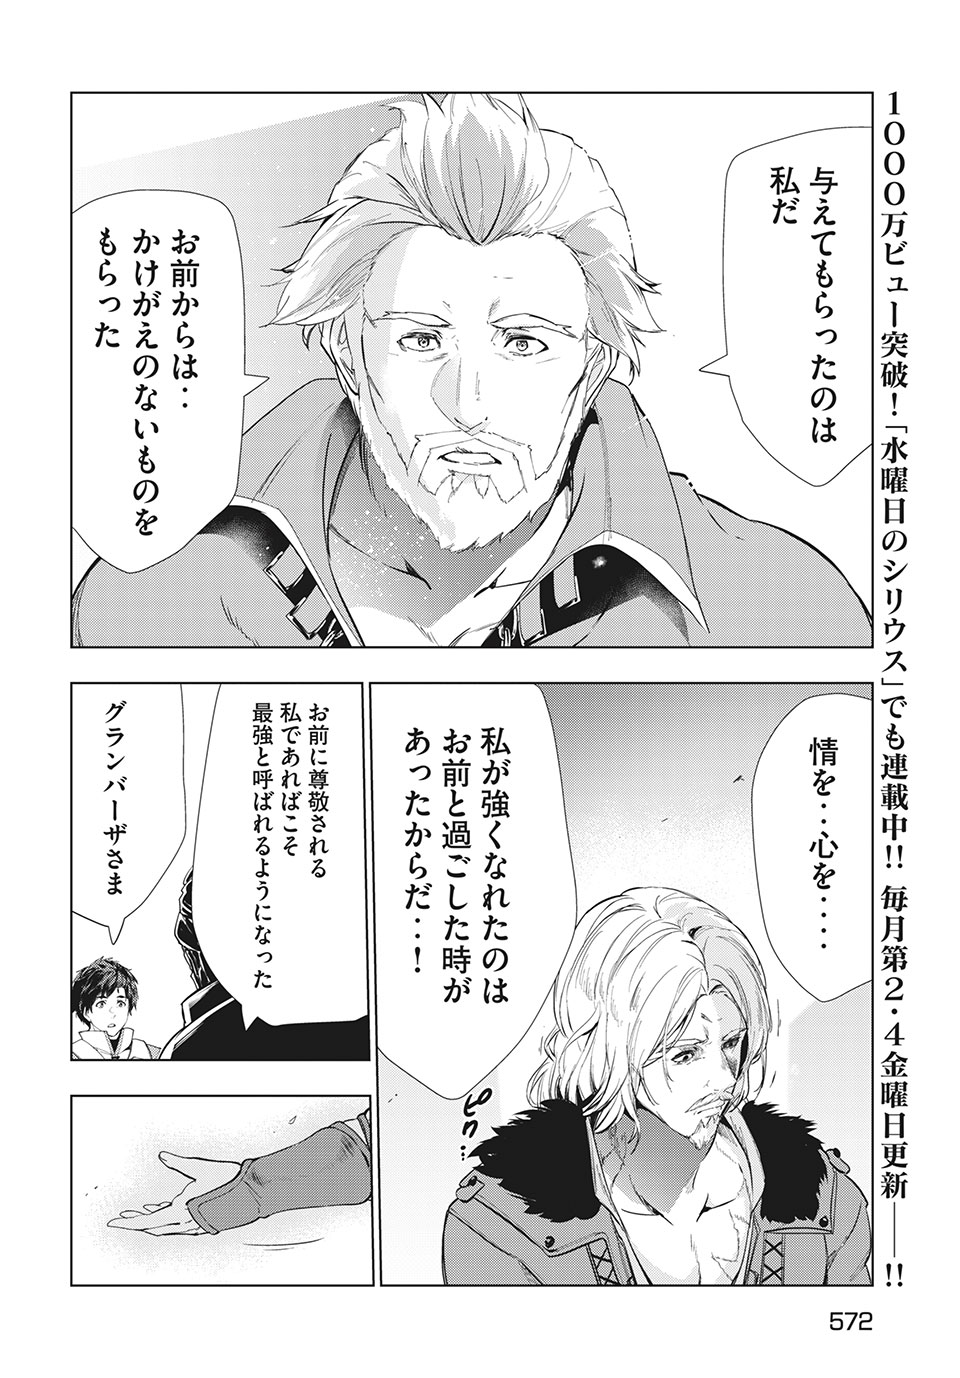 1000万ビュー突破!「水曜日のシリウス」でも連載中!! 毎月第2・4金曜日更新――!!
与えてもらったのは
私だ
お前からは‥
かけがえのないものを
もらった
情を‥心を‥‥
私が強くなれたのは
お前と過ごした時が
あったからだ‥!
ピク…
お前に尊敬される
私であればこそ
最強と呼ばれるようになった
グランバーザさま
572